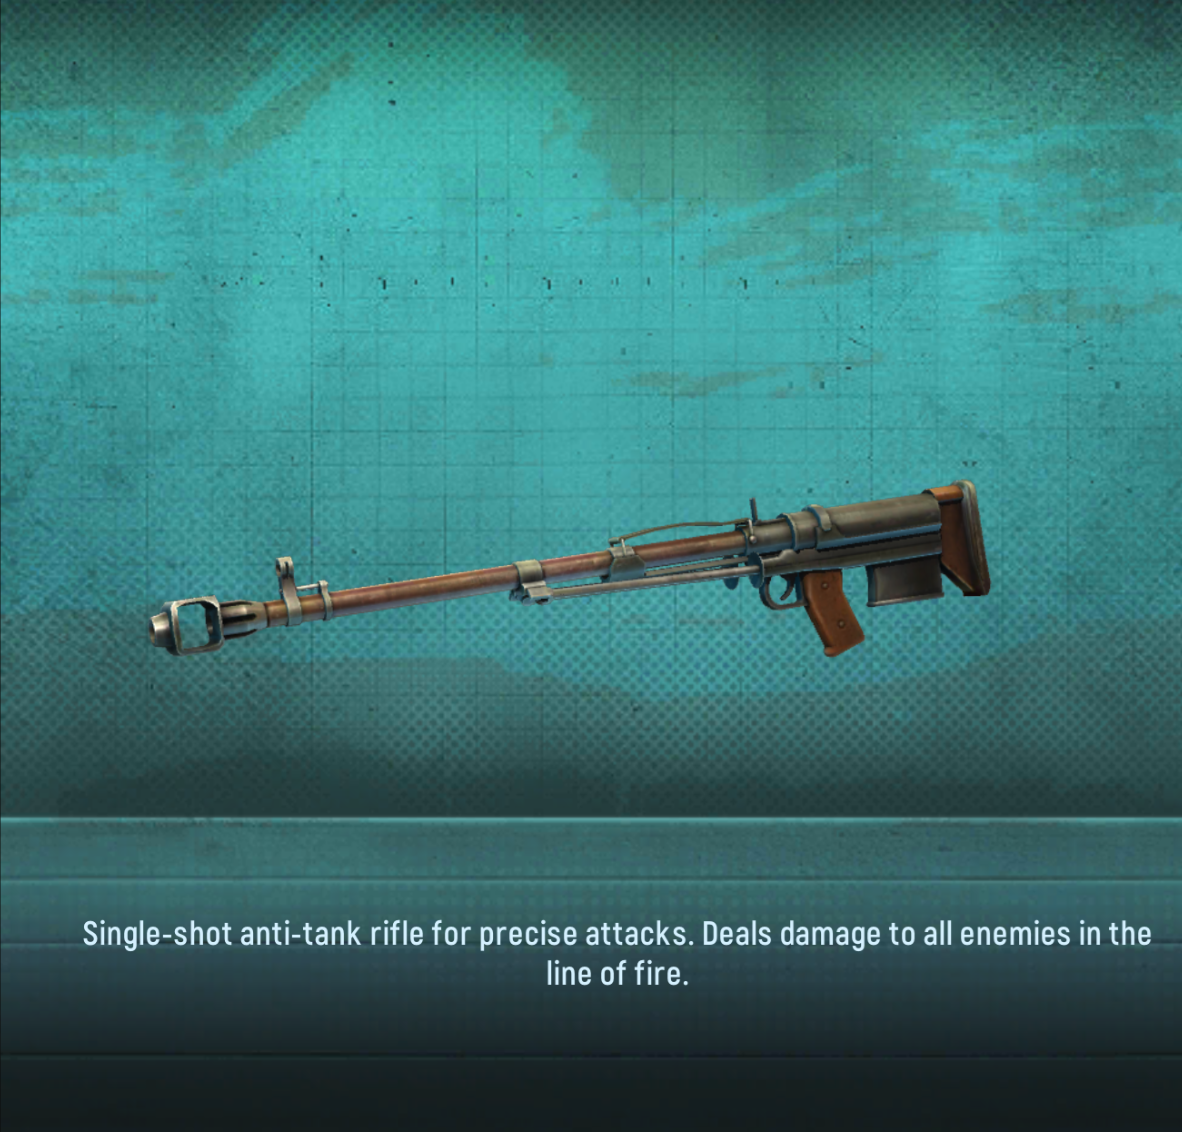 Single-shot anti-tank rifle for precise attacks. Deals damage to all enemies in the
line of fire.